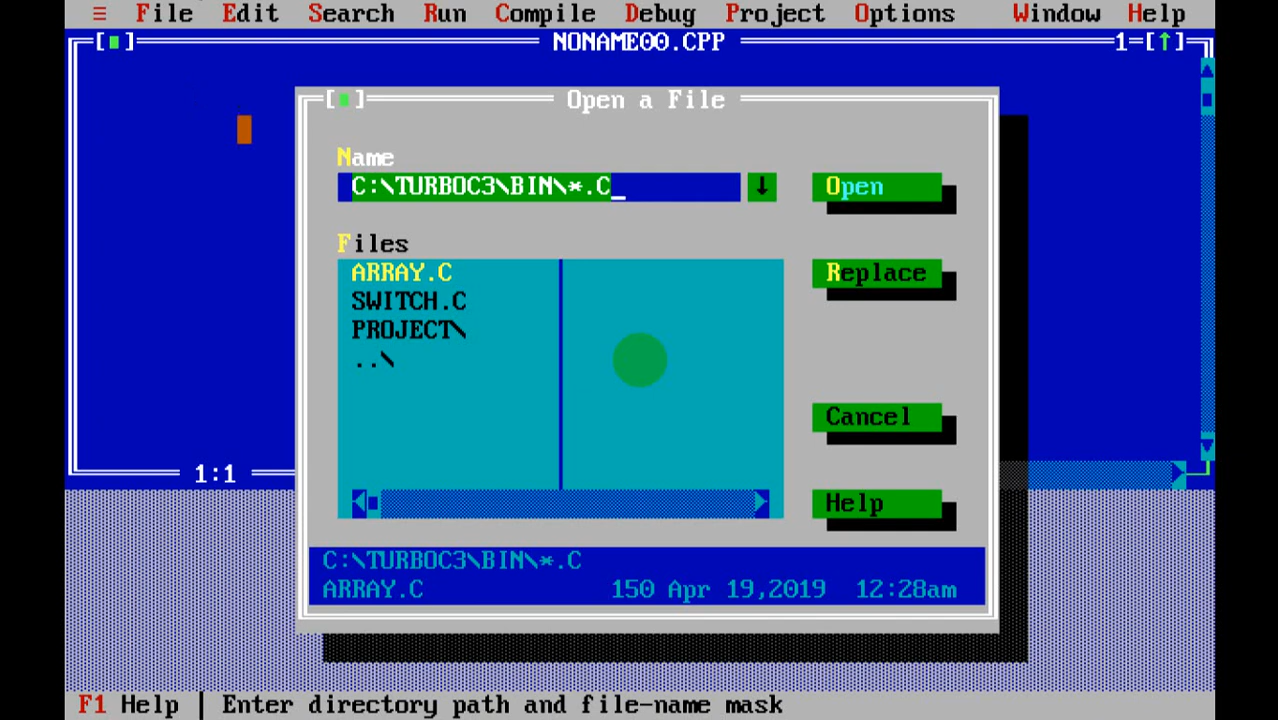 ≡ File Edit Search Run Compile Debug Project Options Window Help
[■] NONAME00.CPP 1=[↑]
[■] Open a File
Name
C:\TURBOC3\BIN\*.C_ ↓ Open
Files
ARRAY.C Replace
SWITCH.C
PROJECT\
..\
Cancel
1:1
Help
C:\TURBOC3\BIN\*.C
ARRAY.C 150 Apr 19,2019 12:28am
F1 Help | Enter directory path and file-name mask